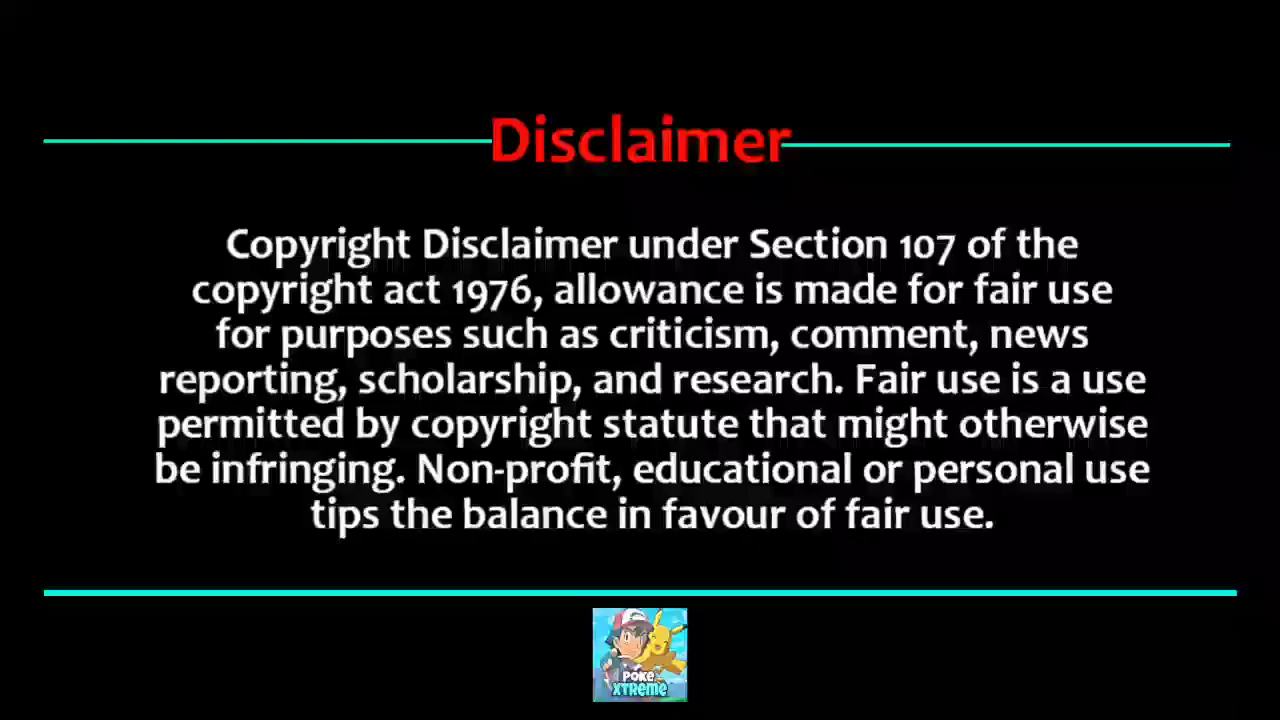 Disclaimer
Copyright Disclaimer under Section 107 of the
copyright act 1976, allowance is made for fair use
for purposes such as criticism, comment, news
reporting, scholarship, and research. Fair use is a use
permitted by copyright statute that might otherwise
be infringing. Non-profit, educational or personal use
tips the balance in favour of fair use.
POKE
XTREME